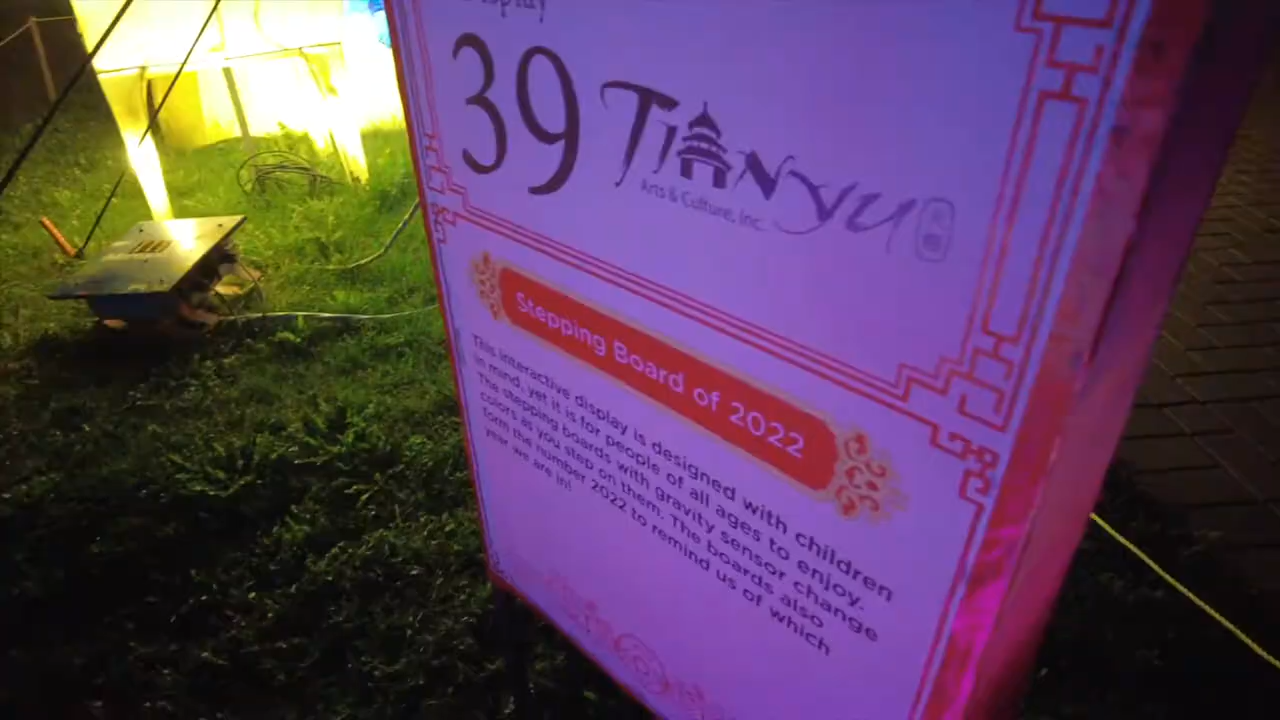 Display
39 TIANYU
Arts & Culture, Inc.
Stepping Board of 2022
This interactive display is designed with children
in mind, yet it is for people of all ages to enjoy.
The stepping boards with gravity sensor change
colors as you step on them. The boards also
form the number 2022 to remind us of which
year we are in!